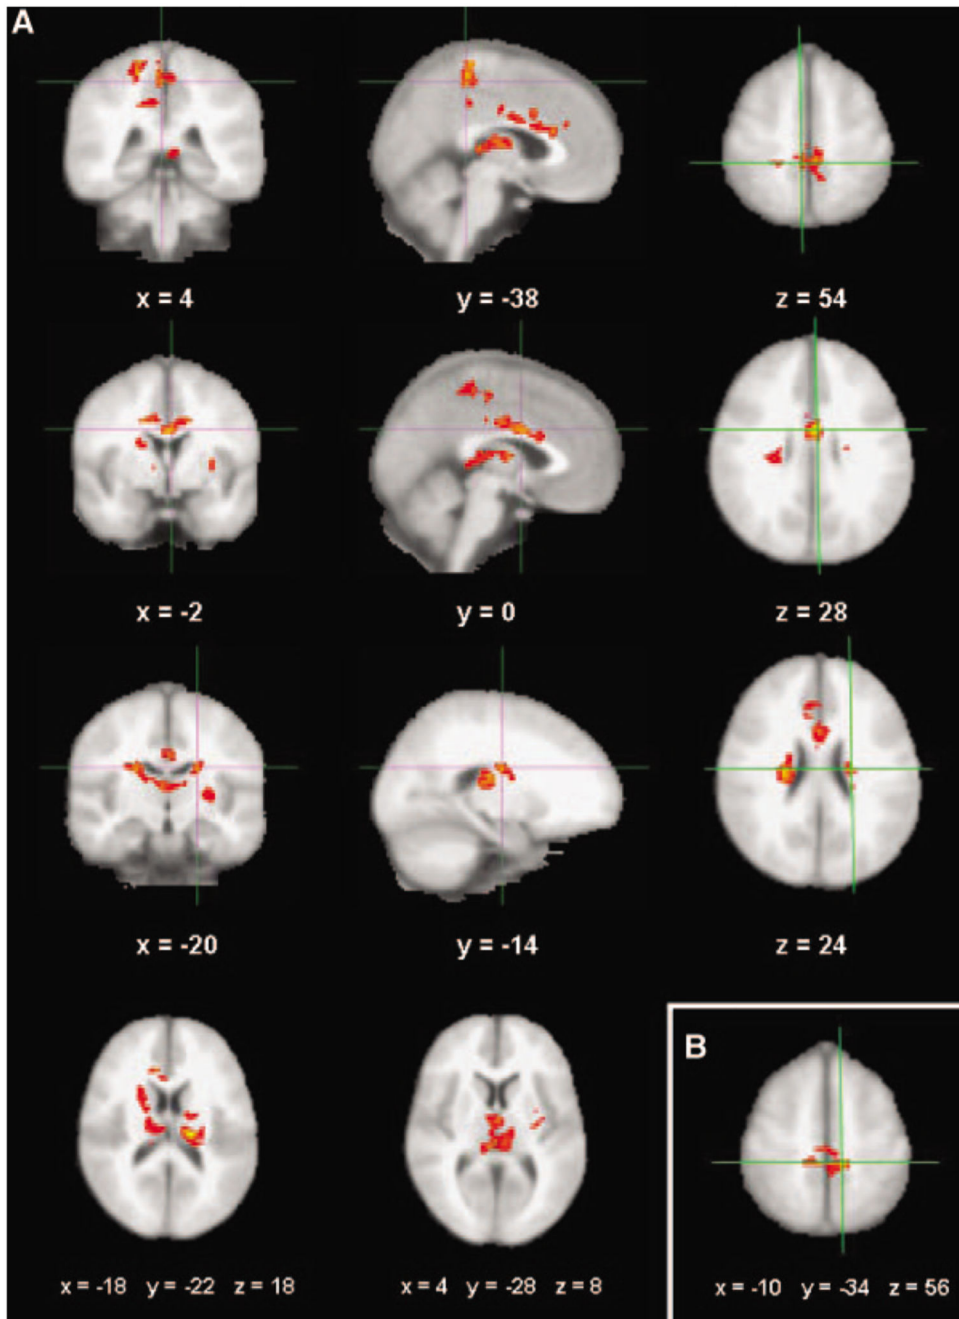 A
x = 4 y = -38 z = 54
x = -2 y = 0 z = 28
x = -20 y = -14 z = 24
B
x = -18 y = -22 z = 18 x = 4 y = -28 z = 8 x = -10 y = -34 z = 56